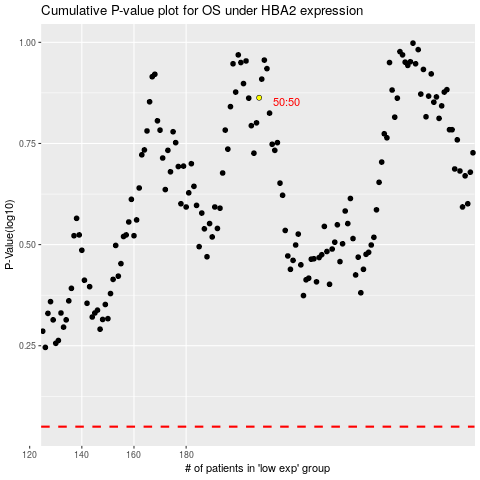 Cumulative P-value plot for OS under HBA2 expression
1.00
0.75
0.50
0.25
P-Value(log10)
50:50
120 140 160 180
# of patients in 'low exp' group